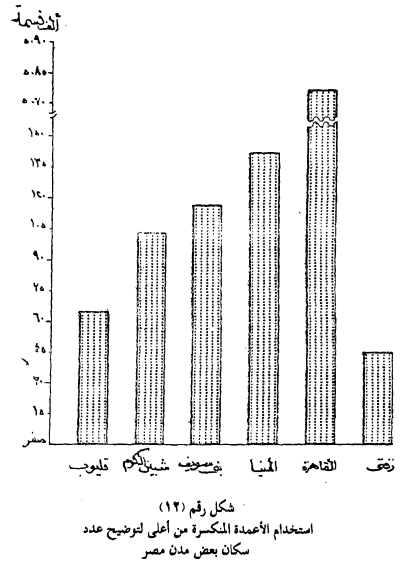 ألف نسمة
٥٠٩٠
٥٠٨٥
٥٠٧٠
١٥٠
١٣٥
١٢٠
١٠٥
٩٠
٧٥
٦٠
٤٥
٣٠
١٥
صفر
قليوب شبين الكوم بنى سويف المنيا القاهرة زفتى
شكل رقم (١٢)
استخدام الأعمدة المنكسرة من أعلى لتوضيح عدد
سكان بعض مدن مصر